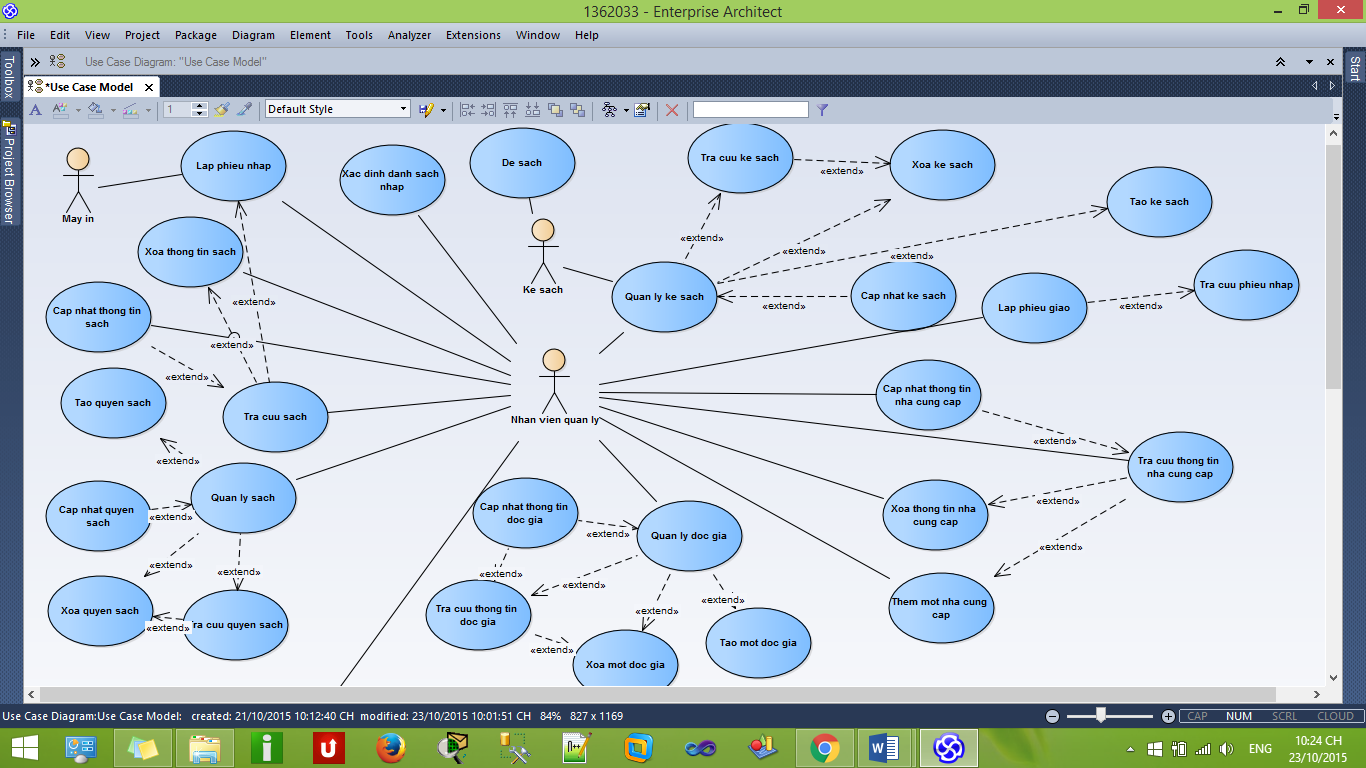 1362033 - Enterprise Architect
File Edit View Project Package Diagram Element Tools Analyzer Extensions Window Help
Toolbox
Project Browser
Start
Use Case Diagram: "Use Case Model"
*Use Case Model
A
1
Default Style
May in
Lap phieu nhap
Xac dinh danh sach
nhap
De sach
Tra cuu ke sach
«extend»
Xoa ke sach
Tao ke sach
Xoa thong tin sach
Ke sach
«extend»
«extend»
«extend»
Quan ly ke sach
«extend»
Cap nhat ke sach
Lap phieu giao
«extend»
Tra cuu phieu nhap
«extend»
Cap nhat thong tin
sach
«extend»
«extend»
Tao quyen sach
Tra cuu sach
Nhan vien quan ly
Cap nhat thong tin
nha cung cap
«extend»
Tra cuu thong tin
nha cung cap
«extend»
Quan ly sach
Cap nhat quyen
sach
«extend»
«extend»
«extend»
Xoa quyen sach
«extend»
ra cuu quyen sach
Cap nhat thong tin
doc gia
«extend»
Quan ly doc gia
«extend»
«extend»
Tra cuu thong tin
doc gia
«extend»
«extend»
«extend»
Xoa mot doc gia
Tao mot doc gia
Xoa thong tin nha
cung cap
«extend»
«extend»
Them mot nha cung
cap
Use Case Diagram:Use Case Model: created: 21/10/2015 10:12:40 CH modified: 23/10/2015 10:01:51 CH 84% 827 x 1169
CAP NUM SCRL CLOUD
ENG
10:24 CH
23/10/2015